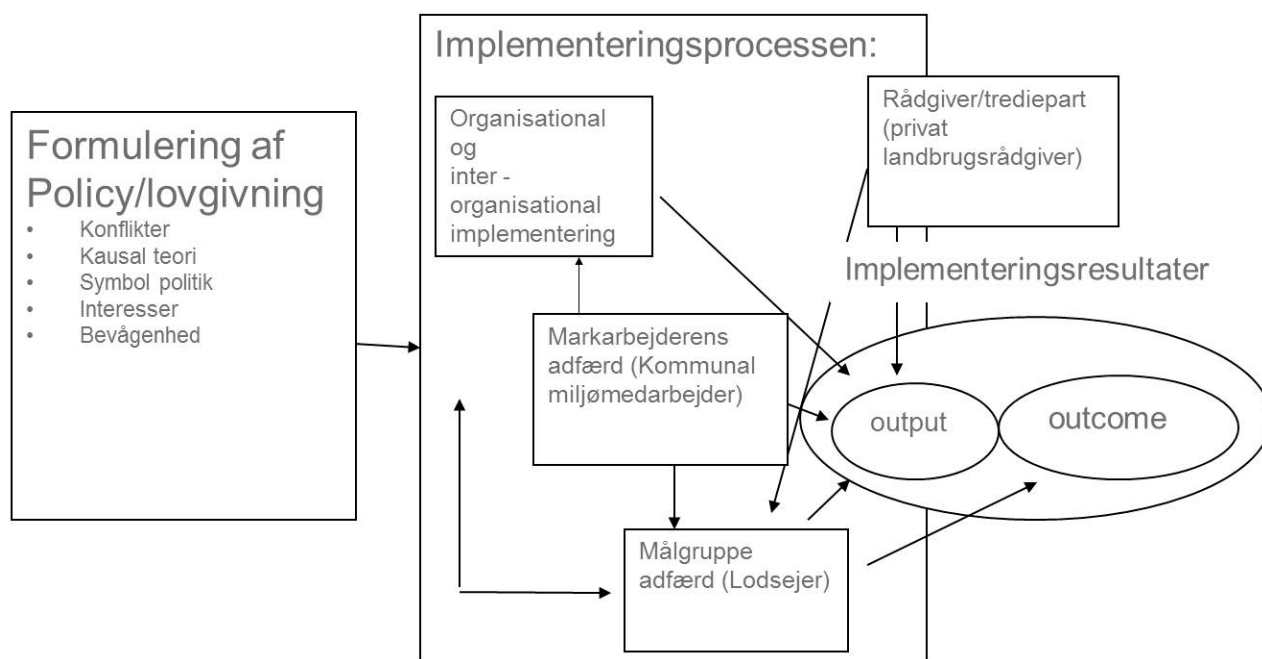 Implementeringsprocessen:
Formulering af
Policy/lovgivning
• Konflikter
• Kausal teori
• Symbol politik
• Interesser
• Bevågenhed
Organisational
og
inter -
organisational
implementering
Rådgiver/trediepart
(privat
landbrugsrådgiver)
Implementeringsresultater
Markarbejderens
adfærd (Kommunal
miljømedarbejder)
output
outcome
Målgruppe
adfærd (Lodsejer)